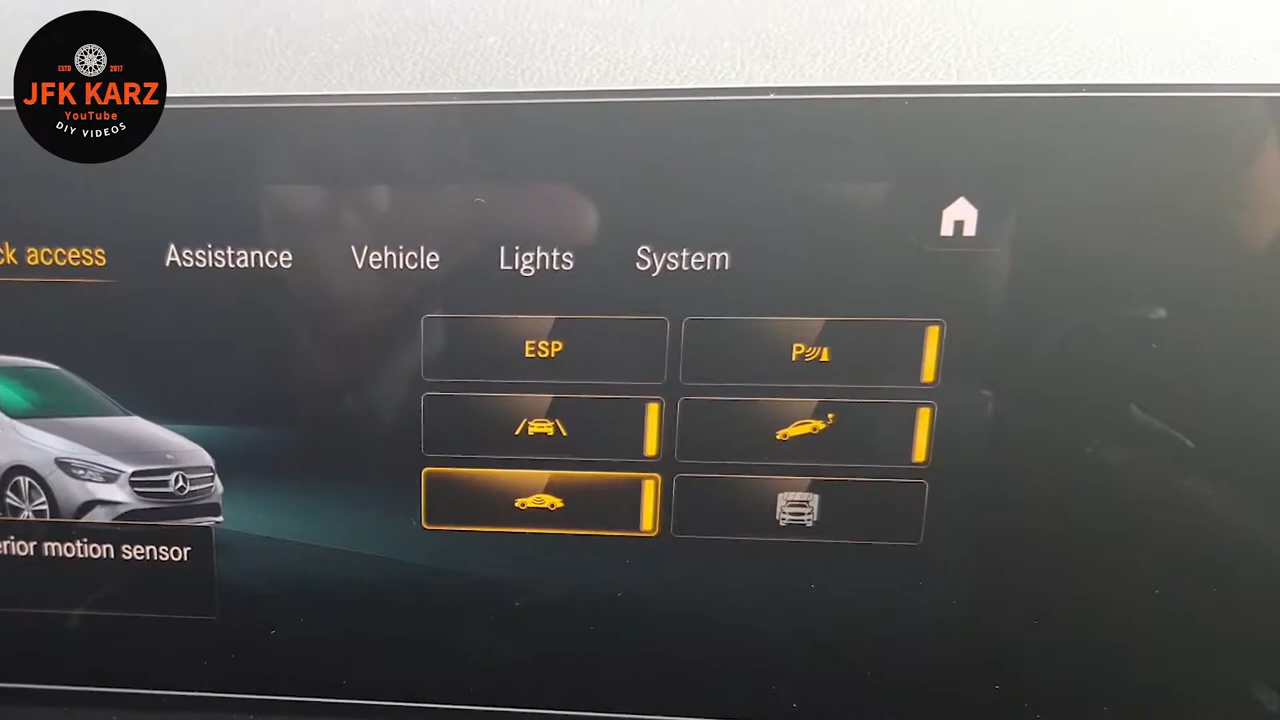 ESTD 2017
JFK KARZ
YouTube
DIY VIDEOS
ck access Assistance Vehicle Lights System
ESP P
erior motion sensor